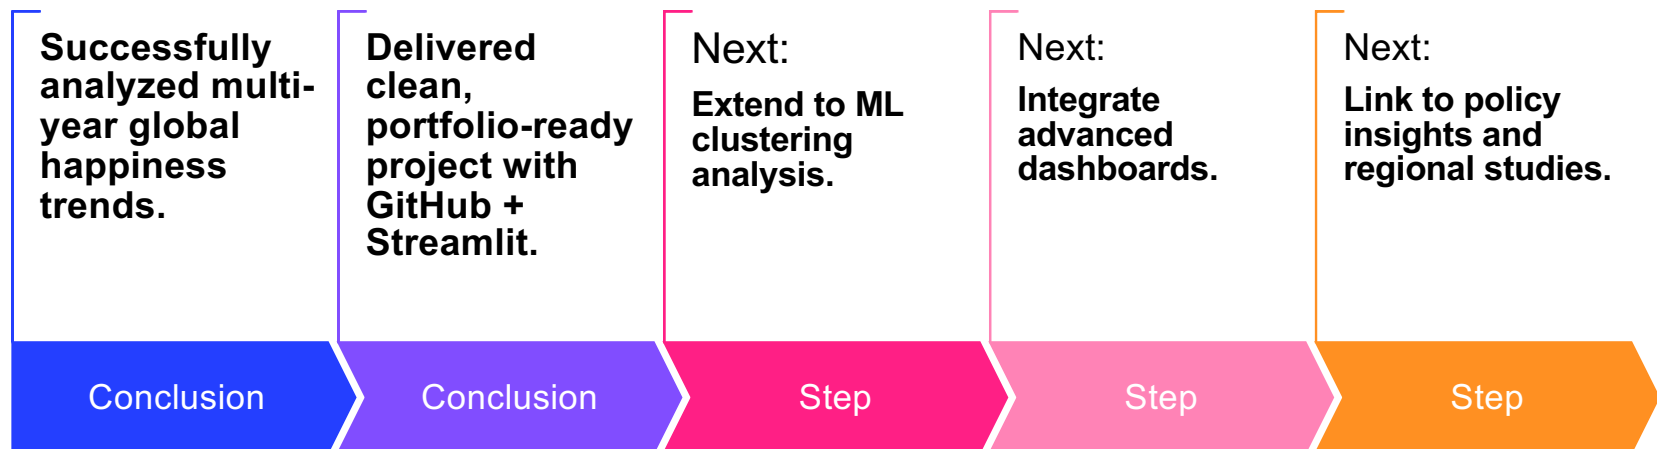 Successfully
analyzed multi-
year global
happiness
trends.
Delivered
clean,
portfolio-ready
project with
GitHub +
Streamlit.
Next:
Extend to ML
clustering
analysis.
Next:
Integrate
advanced
dashboards.
Next:
Link to policy
insights and
regional studies.
Conclusion
Conclusion
Step
Step
Step